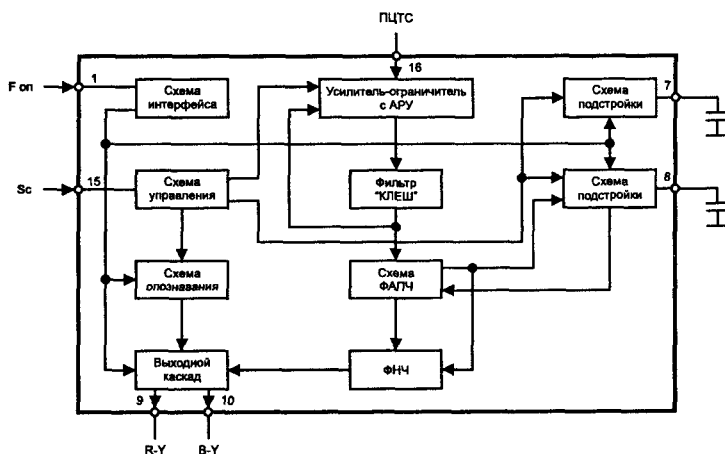 ПЦТС
16
F оп
1
Схема
интерфейса
Усилитель-ограничитель
с АРУ
Схема
подстройки
7
Sc
15
Схема
управления
Фильтр
"КЛЕШ"
Схема
подстройки
8
Схема
опознавания
Схема
ФАПЧ
Выходной
каскад
ФНЧ
9
10
R-Y
B-Y